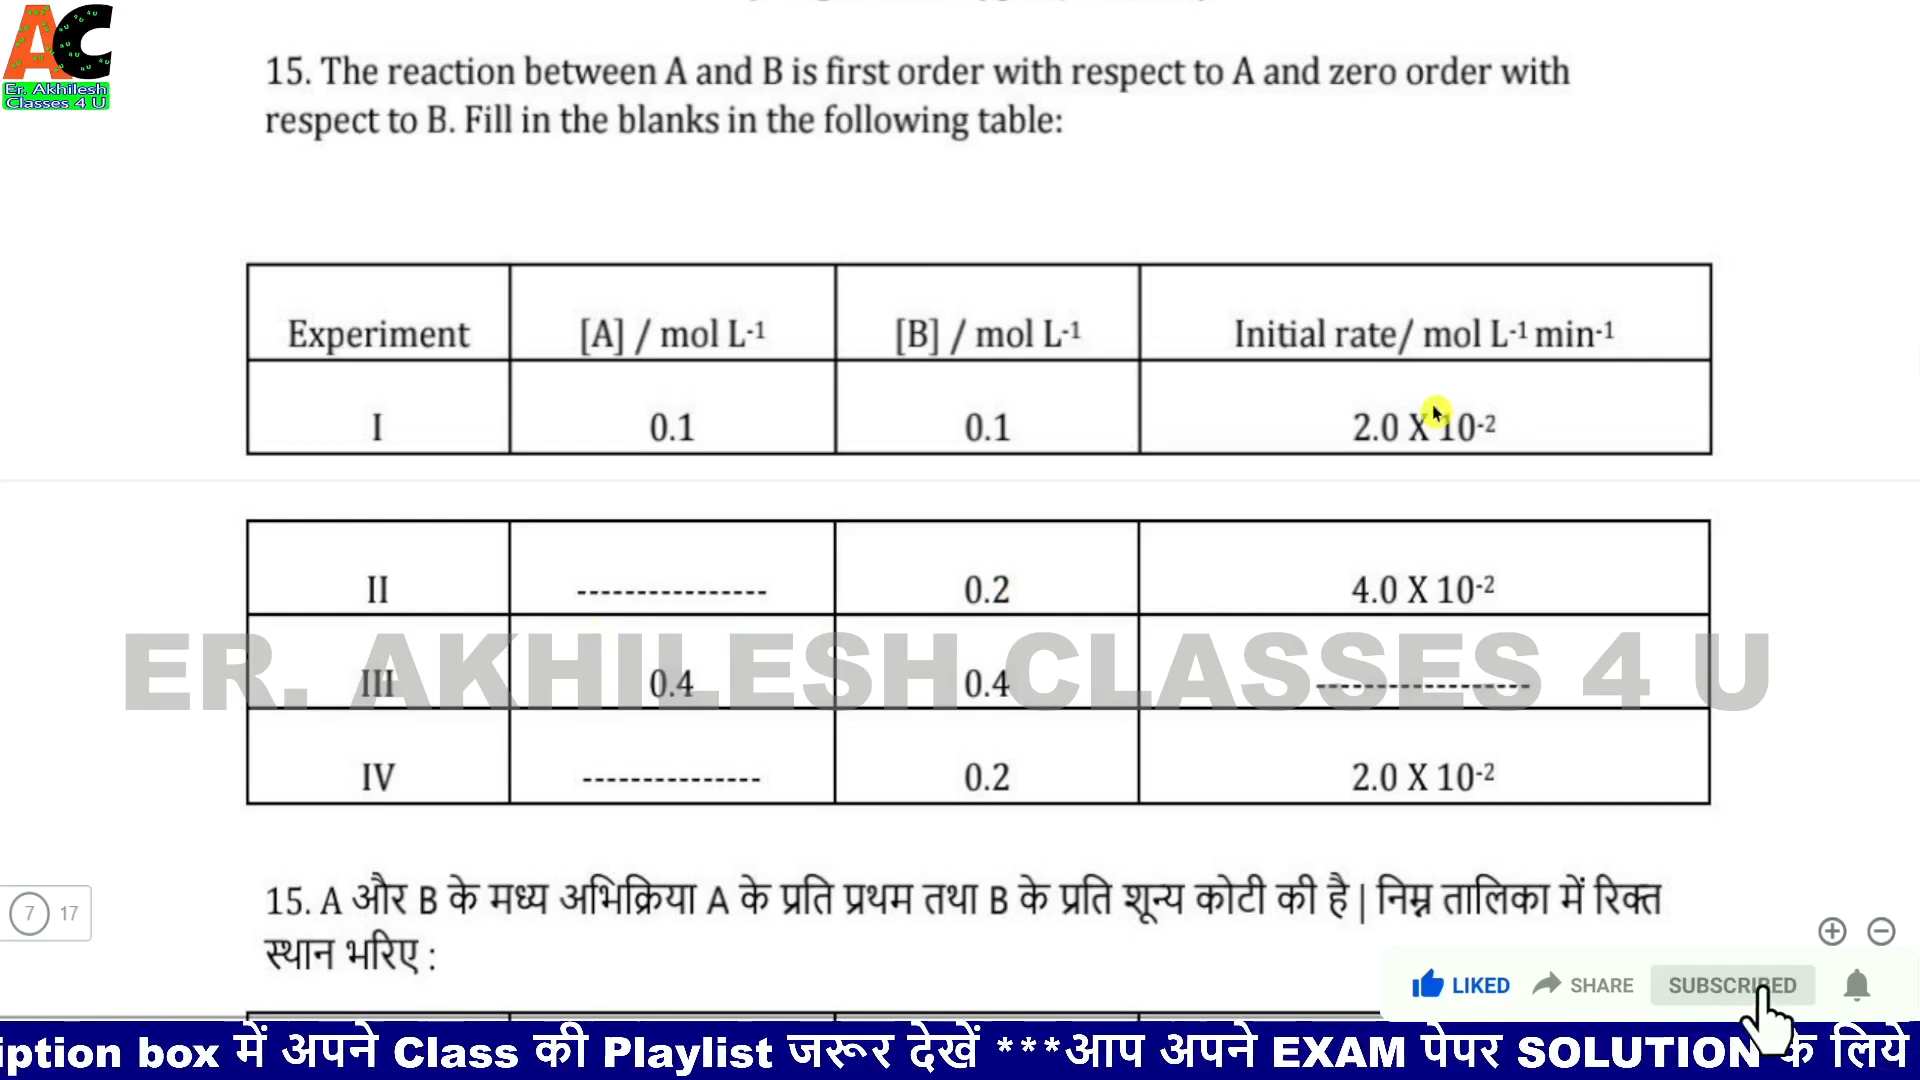 AC
Er. Akhilesh
Classes 4 U
15. The reaction between A and B is first order with respect to A and zero order with
respect to B. Fill in the blanks in the following table:
Experiment [A] / mol L-1 [B] / mol L-1 Initial rate/ mol L-1 min-1
I 0.1 0.1 2.0 X 10-2
II ---------------- 0.2 4.0 X 10-2
III 0.4 0.4 ------------------
IV --------------- 0.2 2.0 X 10-2
ER. AKHILESH CLASSES 4 U
15. A और B के मध्य अभिक्रिया A के प्रति प्रथम तथा B के प्रति शून्य कोटी की है | निम्न तालिका में रिक्त
स्थान भरिए :
7 17
LIKED SHARE SUBSCRIBED
iption box में अपने Class की Playlist जरूर देखें ***आप अपने EXAM पेपर SOLUTION के लिये